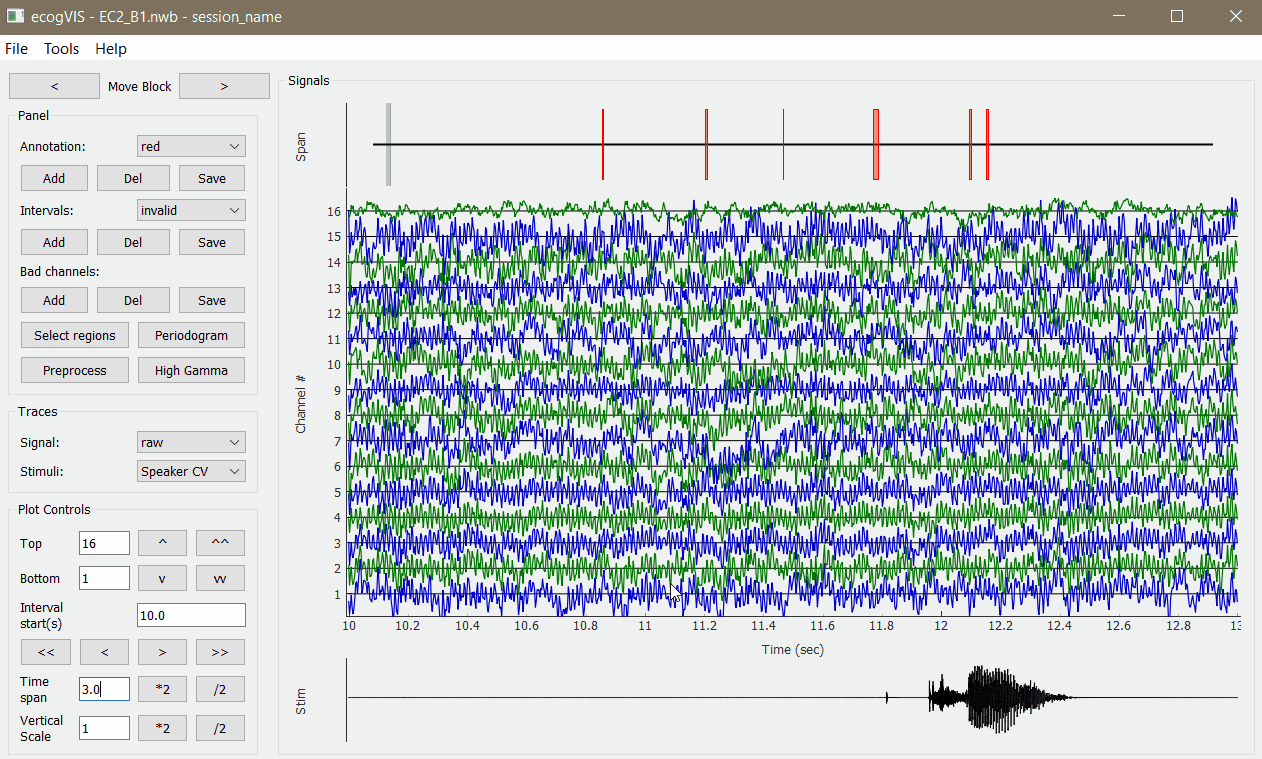 ecogVIS - EC2_B1.nwb - session_name
File Tools Help
< Move Block >
Panel
Annotation: red
Add Del Save
Intervals: invalid
Add Del Save
Bad channels:
Add Del Save
Select regions Periodogram
Preprocess High Gamma
Traces
Signal: raw
Stimuli: Speaker CV
Plot Controls
Top 16 ^ ^^
Bottom 1 v vv
Interval start(s) 10.0
<< < > >>
Time span 3.0 *2 /2
Vertical Scale 1 *2 /2
Signals
Span
Channel #
16
15
14
13
12
11
10
9
8
7
6
5
4
3
2
1
10 10.2 10.4 10.6 10.8 11 11.2 11.4 11.6 11.8 12 12.2 12.4 12.6 12.8 13
Time (sec)
Stim